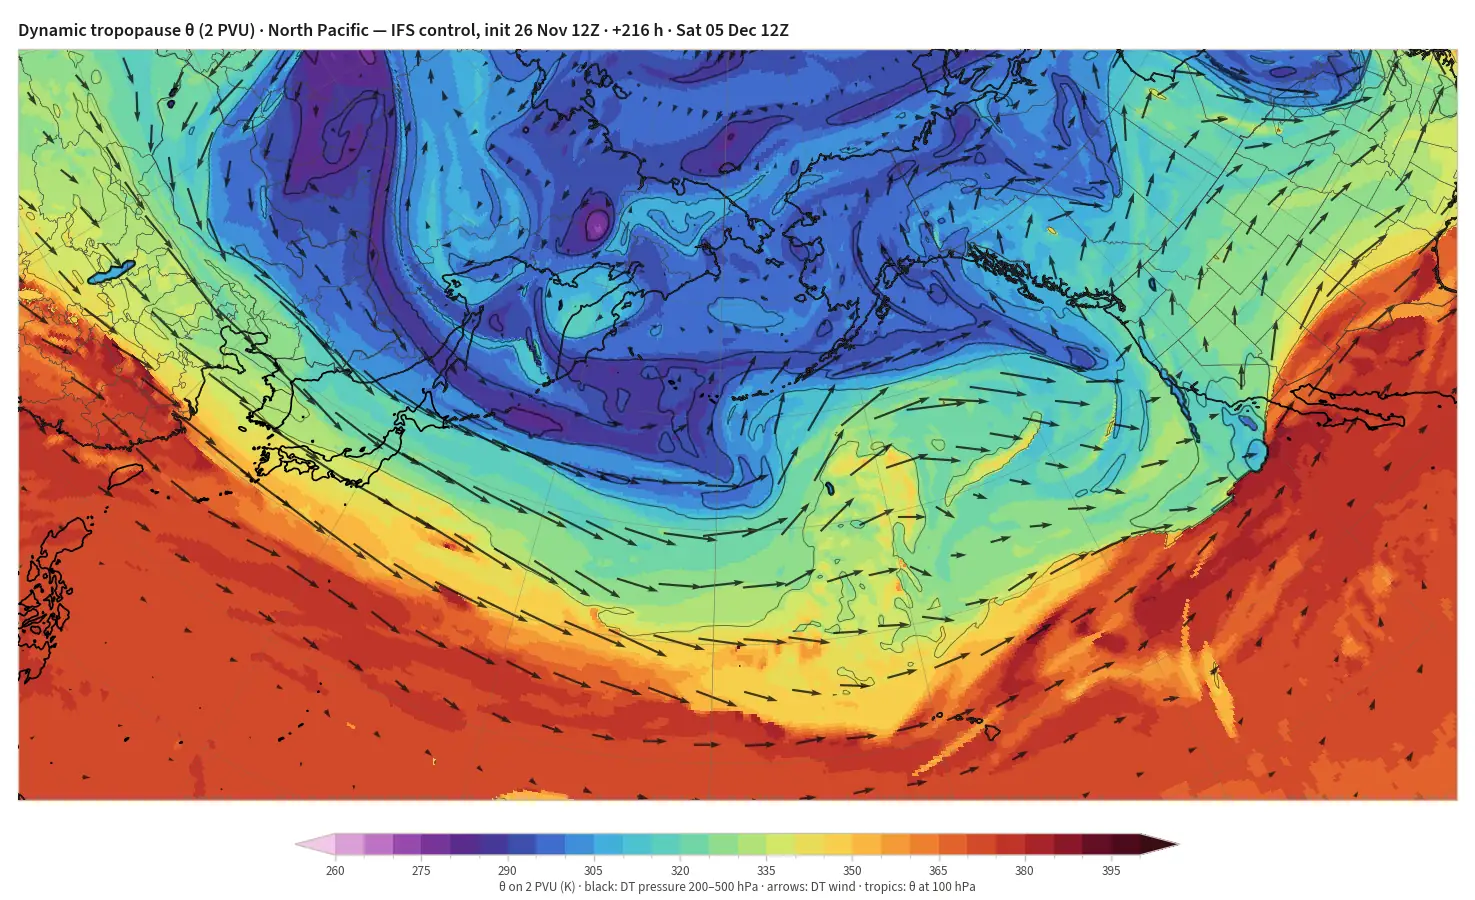 Dynamic tropopause θ (2 PVU) · North Pacific — IFS control, init 26 Nov 12Z · +216 h · Sat 05 Dec 12Z
260 275 290 305 320 335 350 365 380 395
θ on 2 PVU (K) · black: DT pressure 200–500 hPa · arrows: DT wind · tropics: θ at 100 hPa